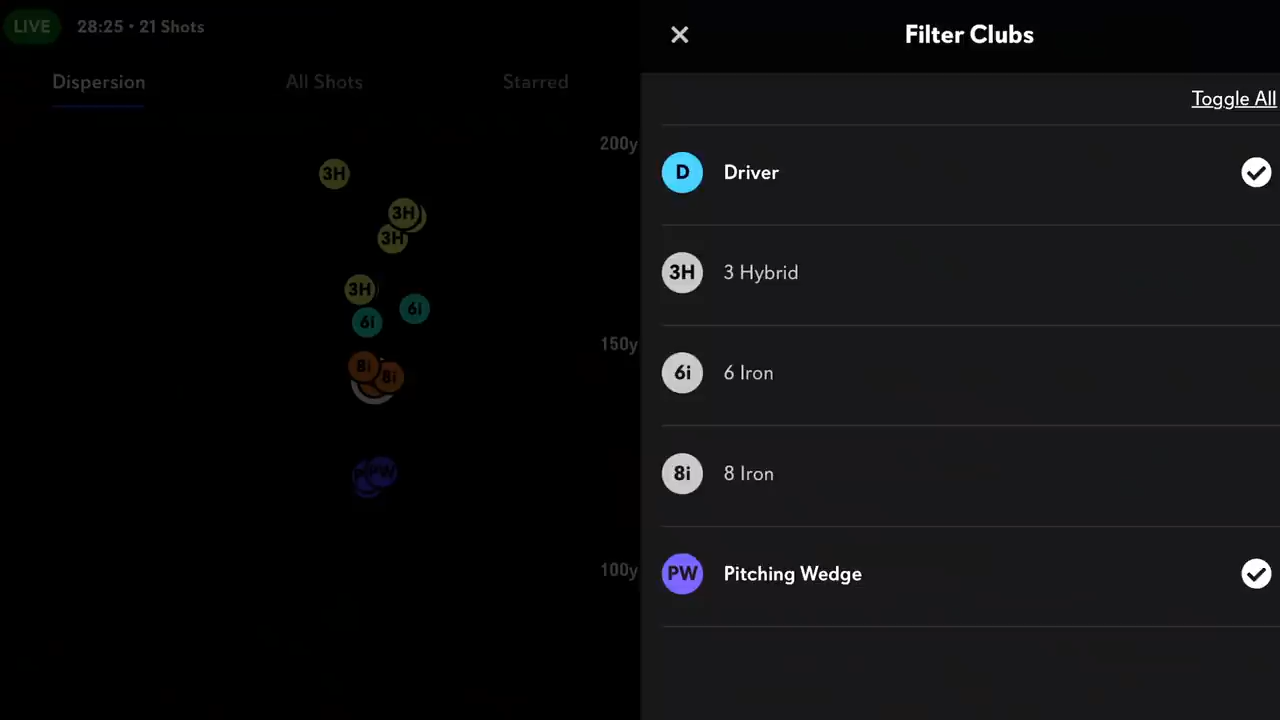 LIVE
28:25 • 21 Shots
Dispersion
All Shots
Starred
200y
3H
3H
3H
3H
6i
6i
150y
8i
8i
PW
100y
Filter Clubs
Toggle All
D
Driver
3H
3 Hybrid
6i
6 Iron
8i
8 Iron
PW
Pitching Wedge